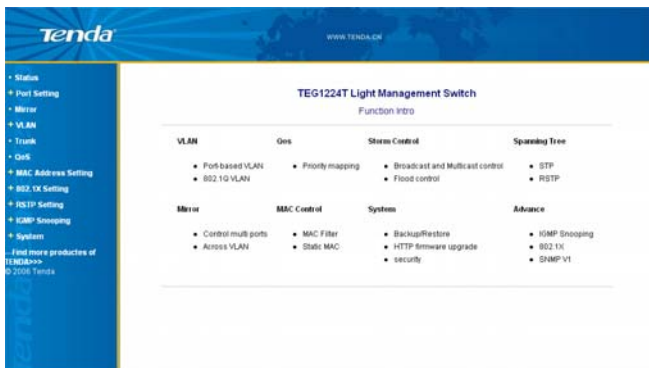 Tenda
WWW.TENDA.CN
Status
Port Setting
Mirror
VLAN
Trunk
QoS
MAC Address Setting
802.1X Setting
RSTP Setting
IGMP Snooping
System
...Find more productes of
TENDA>>>
© 2006 Tenda
TEG1224T Light Management Switch
Function Intro
VLAN
Port-based VLAN
802.1Q VLAN
Qos
Priority mapping
Storm Control
Broadcast and Multicast control
Flood control
Spanning Tree
STP
RSTP
Mirror
Control multi ports
Across VLAN
MAC Control
MAC Filter
Static MAC
System
Backup/Restore
HTTP firmware upgrade
security
Advance
IGMP Snooping
802.1X
SNMP V1